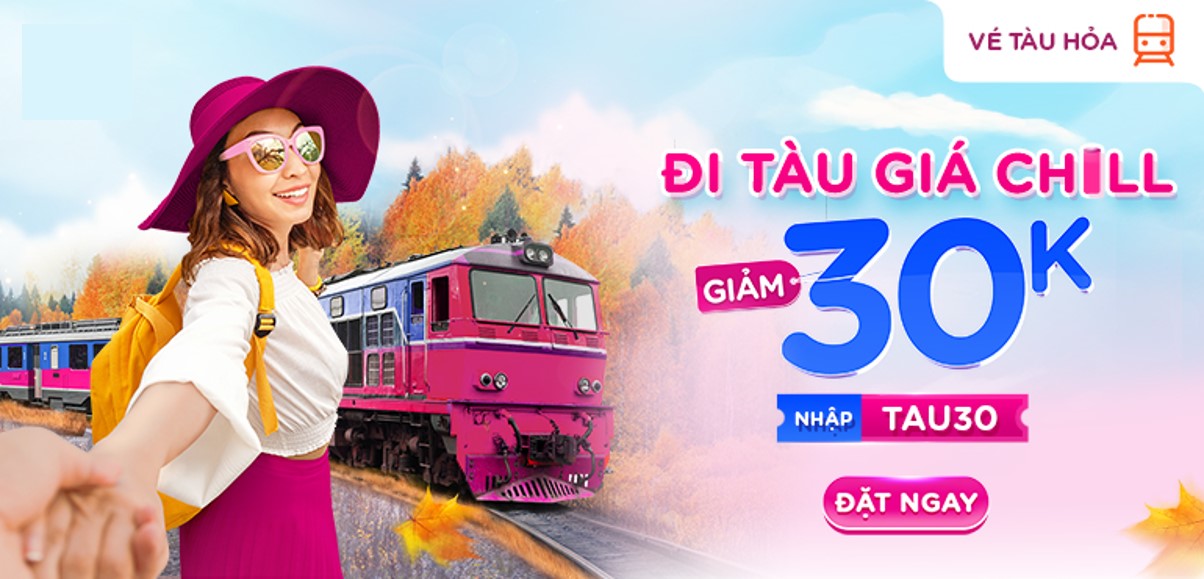 VÉ TÀU HỎA
ĐI TÀU GIÁ CHILL
GIẢM 30K
NHẬP TAU30
ĐẶT NGAY